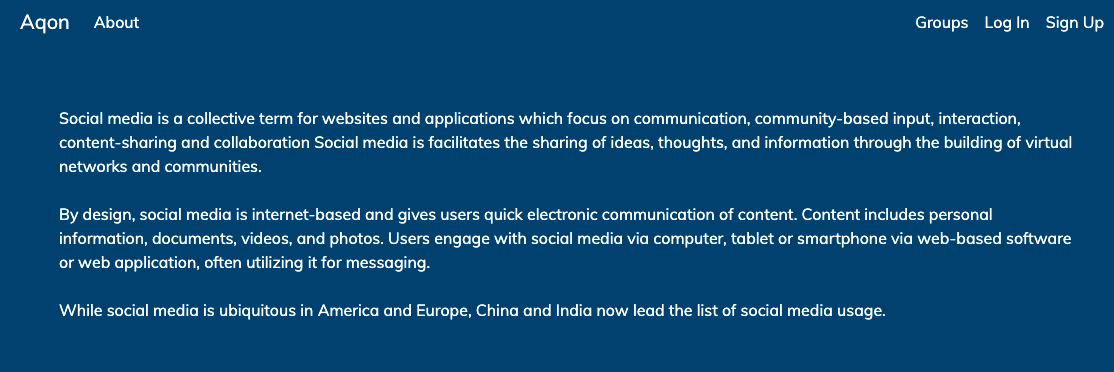 Aqon About Groups Log In Sign Up
Social media is a collective term for websites and applications which focus on communication, community-based input, interaction,
content-sharing and collaboration Social media is facilitates the sharing of ideas, thoughts, and information through the building of virtual
networks and communities.
By design, social media is internet-based and gives users quick electronic communication of content. Content includes personal
information, documents, videos, and photos. Users engage with social media via computer, tablet or smartphone via web-based software
or web application, often utilizing it for messaging.
While social media is ubiquitous in America and Europe, China and India now lead the list of social media usage.